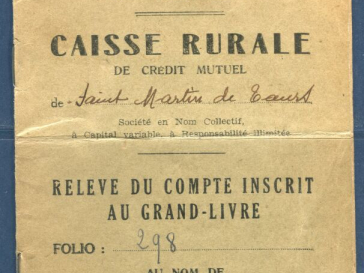 CAISSE RURALE
DE CRÉDIT MUTUEL
de - Saint Martin de
Société en Nom Collectif,
à Capital variable, à Responsabilité illimitée
RELEVE DU COMPTE INSCRIT
AU GRAND-LIVRE
FOLIO : 298
AU NOM DE